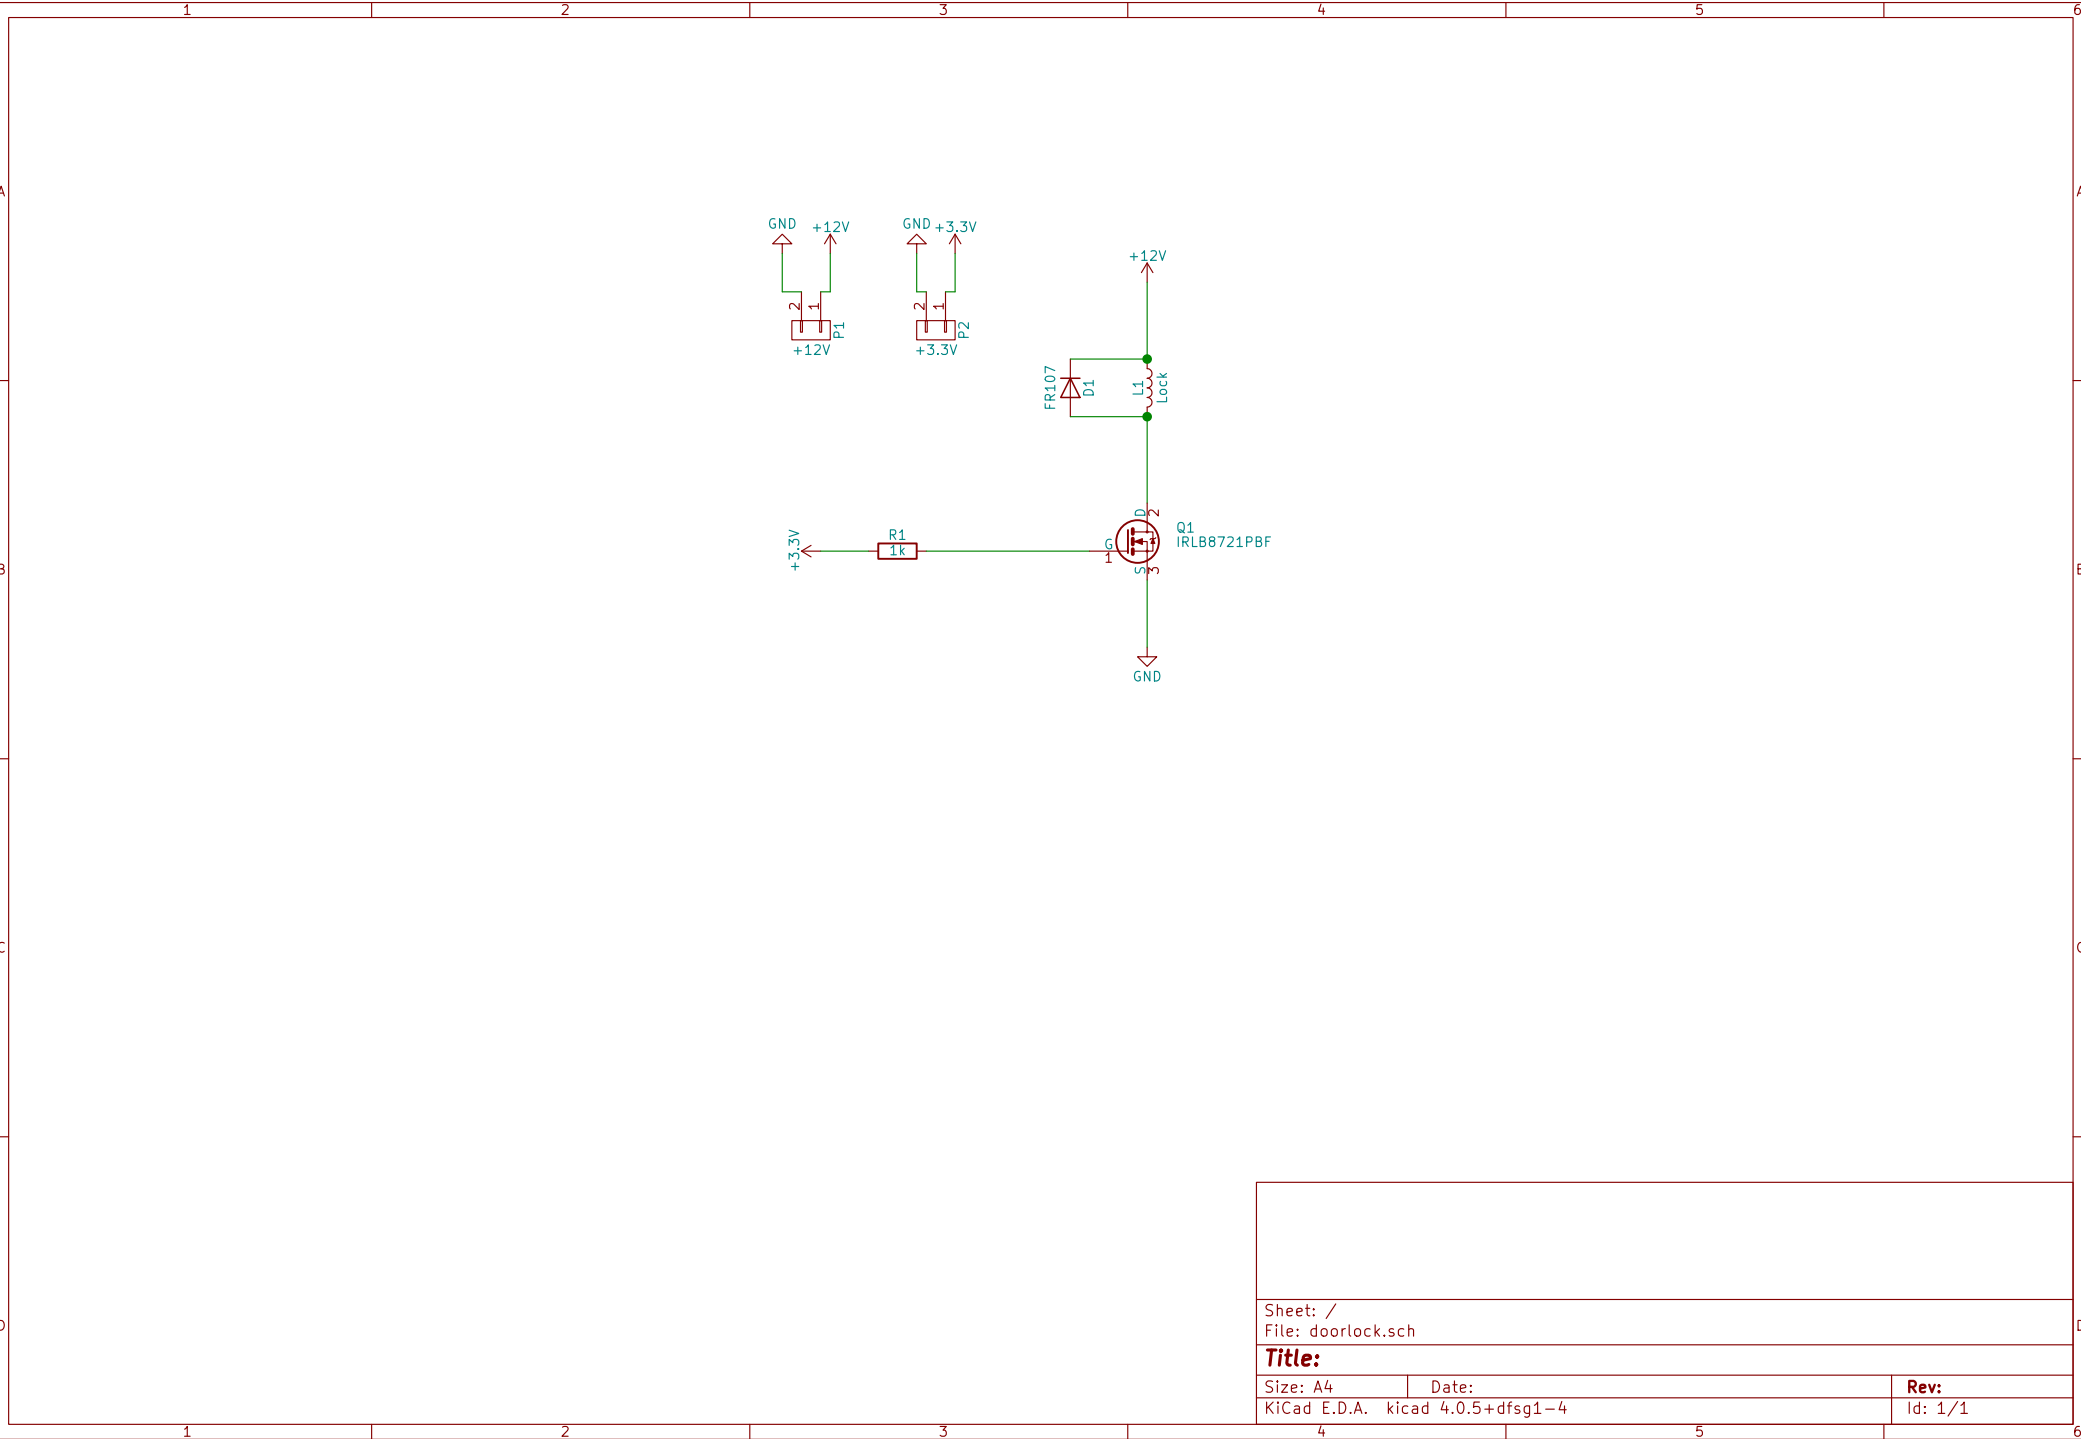 1 2 3 4 5 6
A A
GND +12V GND +3.3V
+12V
2 1 P1
+12V
2 1 P2
+3.3V
FR107 D1 L1 Lock
D 2
Q1
IRLB8721PBF
+3.3V R1
1k
G
1
S 3
B B
GND
C C
D D
Sheet: /
File: doorlock.sch
Title:
Size: A4 Date: Rev:
KiCad E.D.A. kicad 4.0.5+dfsg1-4 Id: 1/1
1 2 3 4 5 6